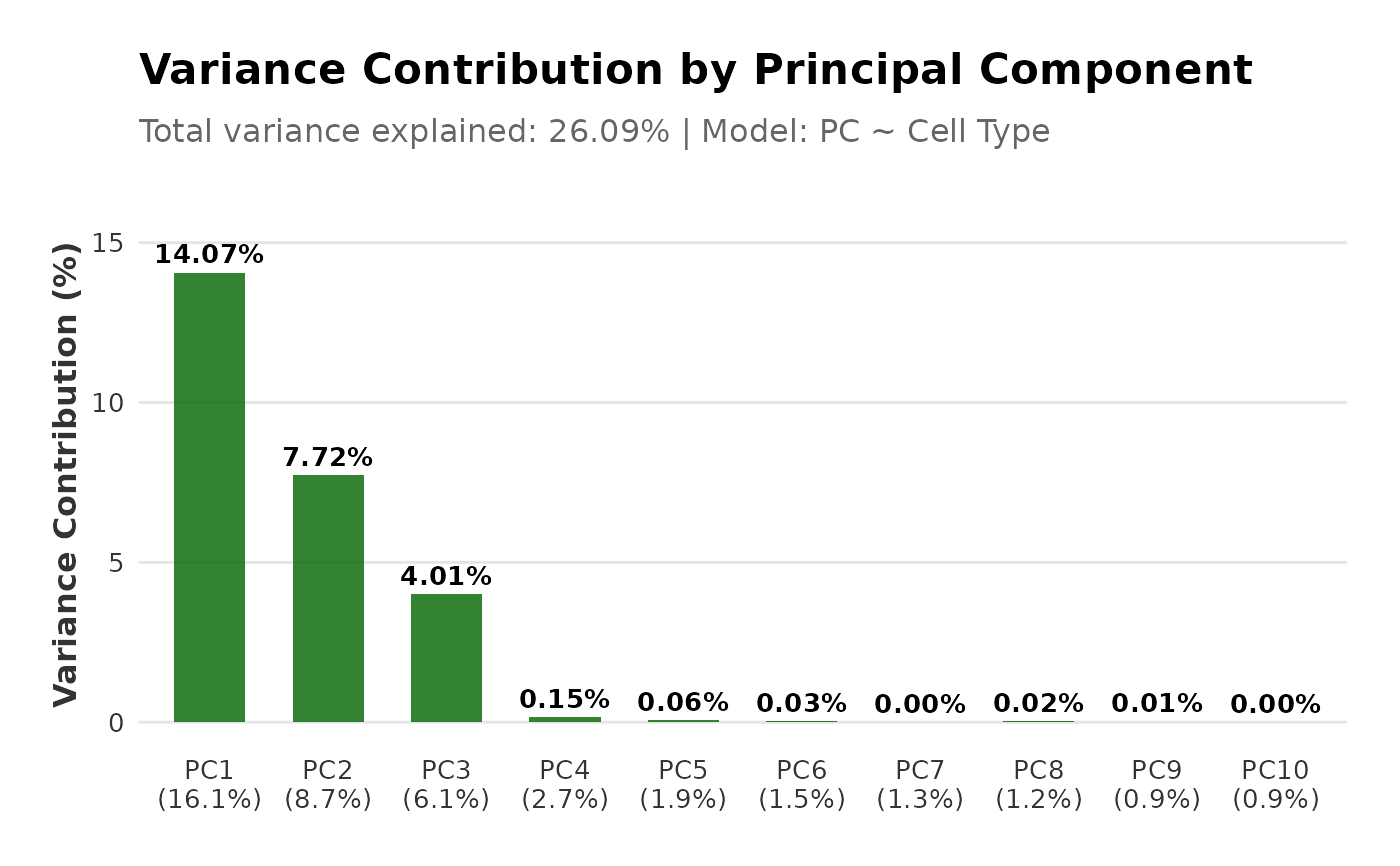 Variance Contribution by Principal Component
Total variance explained: 26.09% | Model: PC ~ Cell Type
Variance Contribution (%)
15
10
5
0
14.07%
7.72%
4.01%
0.15%
0.06%
0.03%
0.00%
0.02%
0.01%
0.00%
PC1 PC2 PC3 PC4 PC5 PC6 PC7 PC8 PC9 PC10
(16.1%) (8.7%) (6.1%) (2.7%) (1.9%) (1.5%) (1.3%) (1.2%) (0.9%) (0.9%)